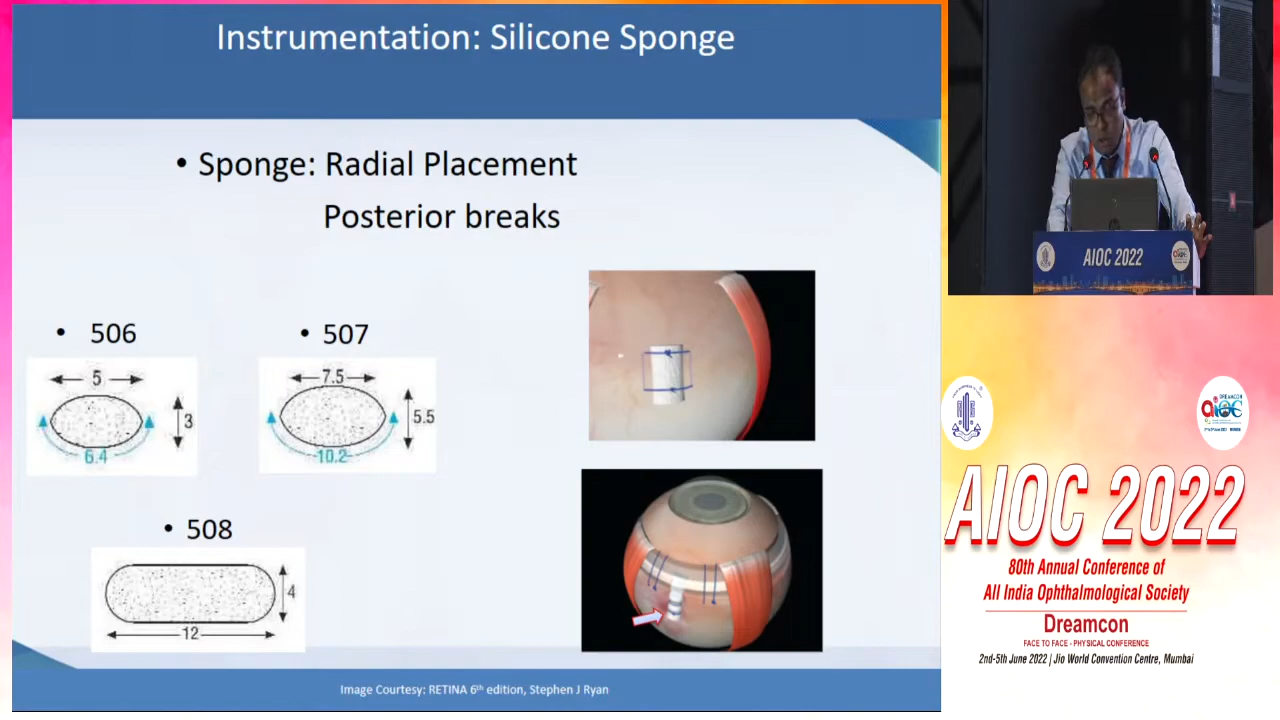 Instrumentation: Silicone Sponge
• Sponge: Radial Placement
Posterior breaks
• 506
5
3
6.4
• 507
7.5
5.5
10.2
• 508
4
12
Image Courtesy: RETINA 6th edition, Stephen J Ryan
AIOC 2022
DREAMCON
aioc
AIOC 2022
80th Annual Conference of
All India Ophthalmological Society
Dreamcon
FACE TO FACE - PHYSICAL CONFERENCE
2nd-5th June 2022 | Jio World Convention Centre, Mumbai